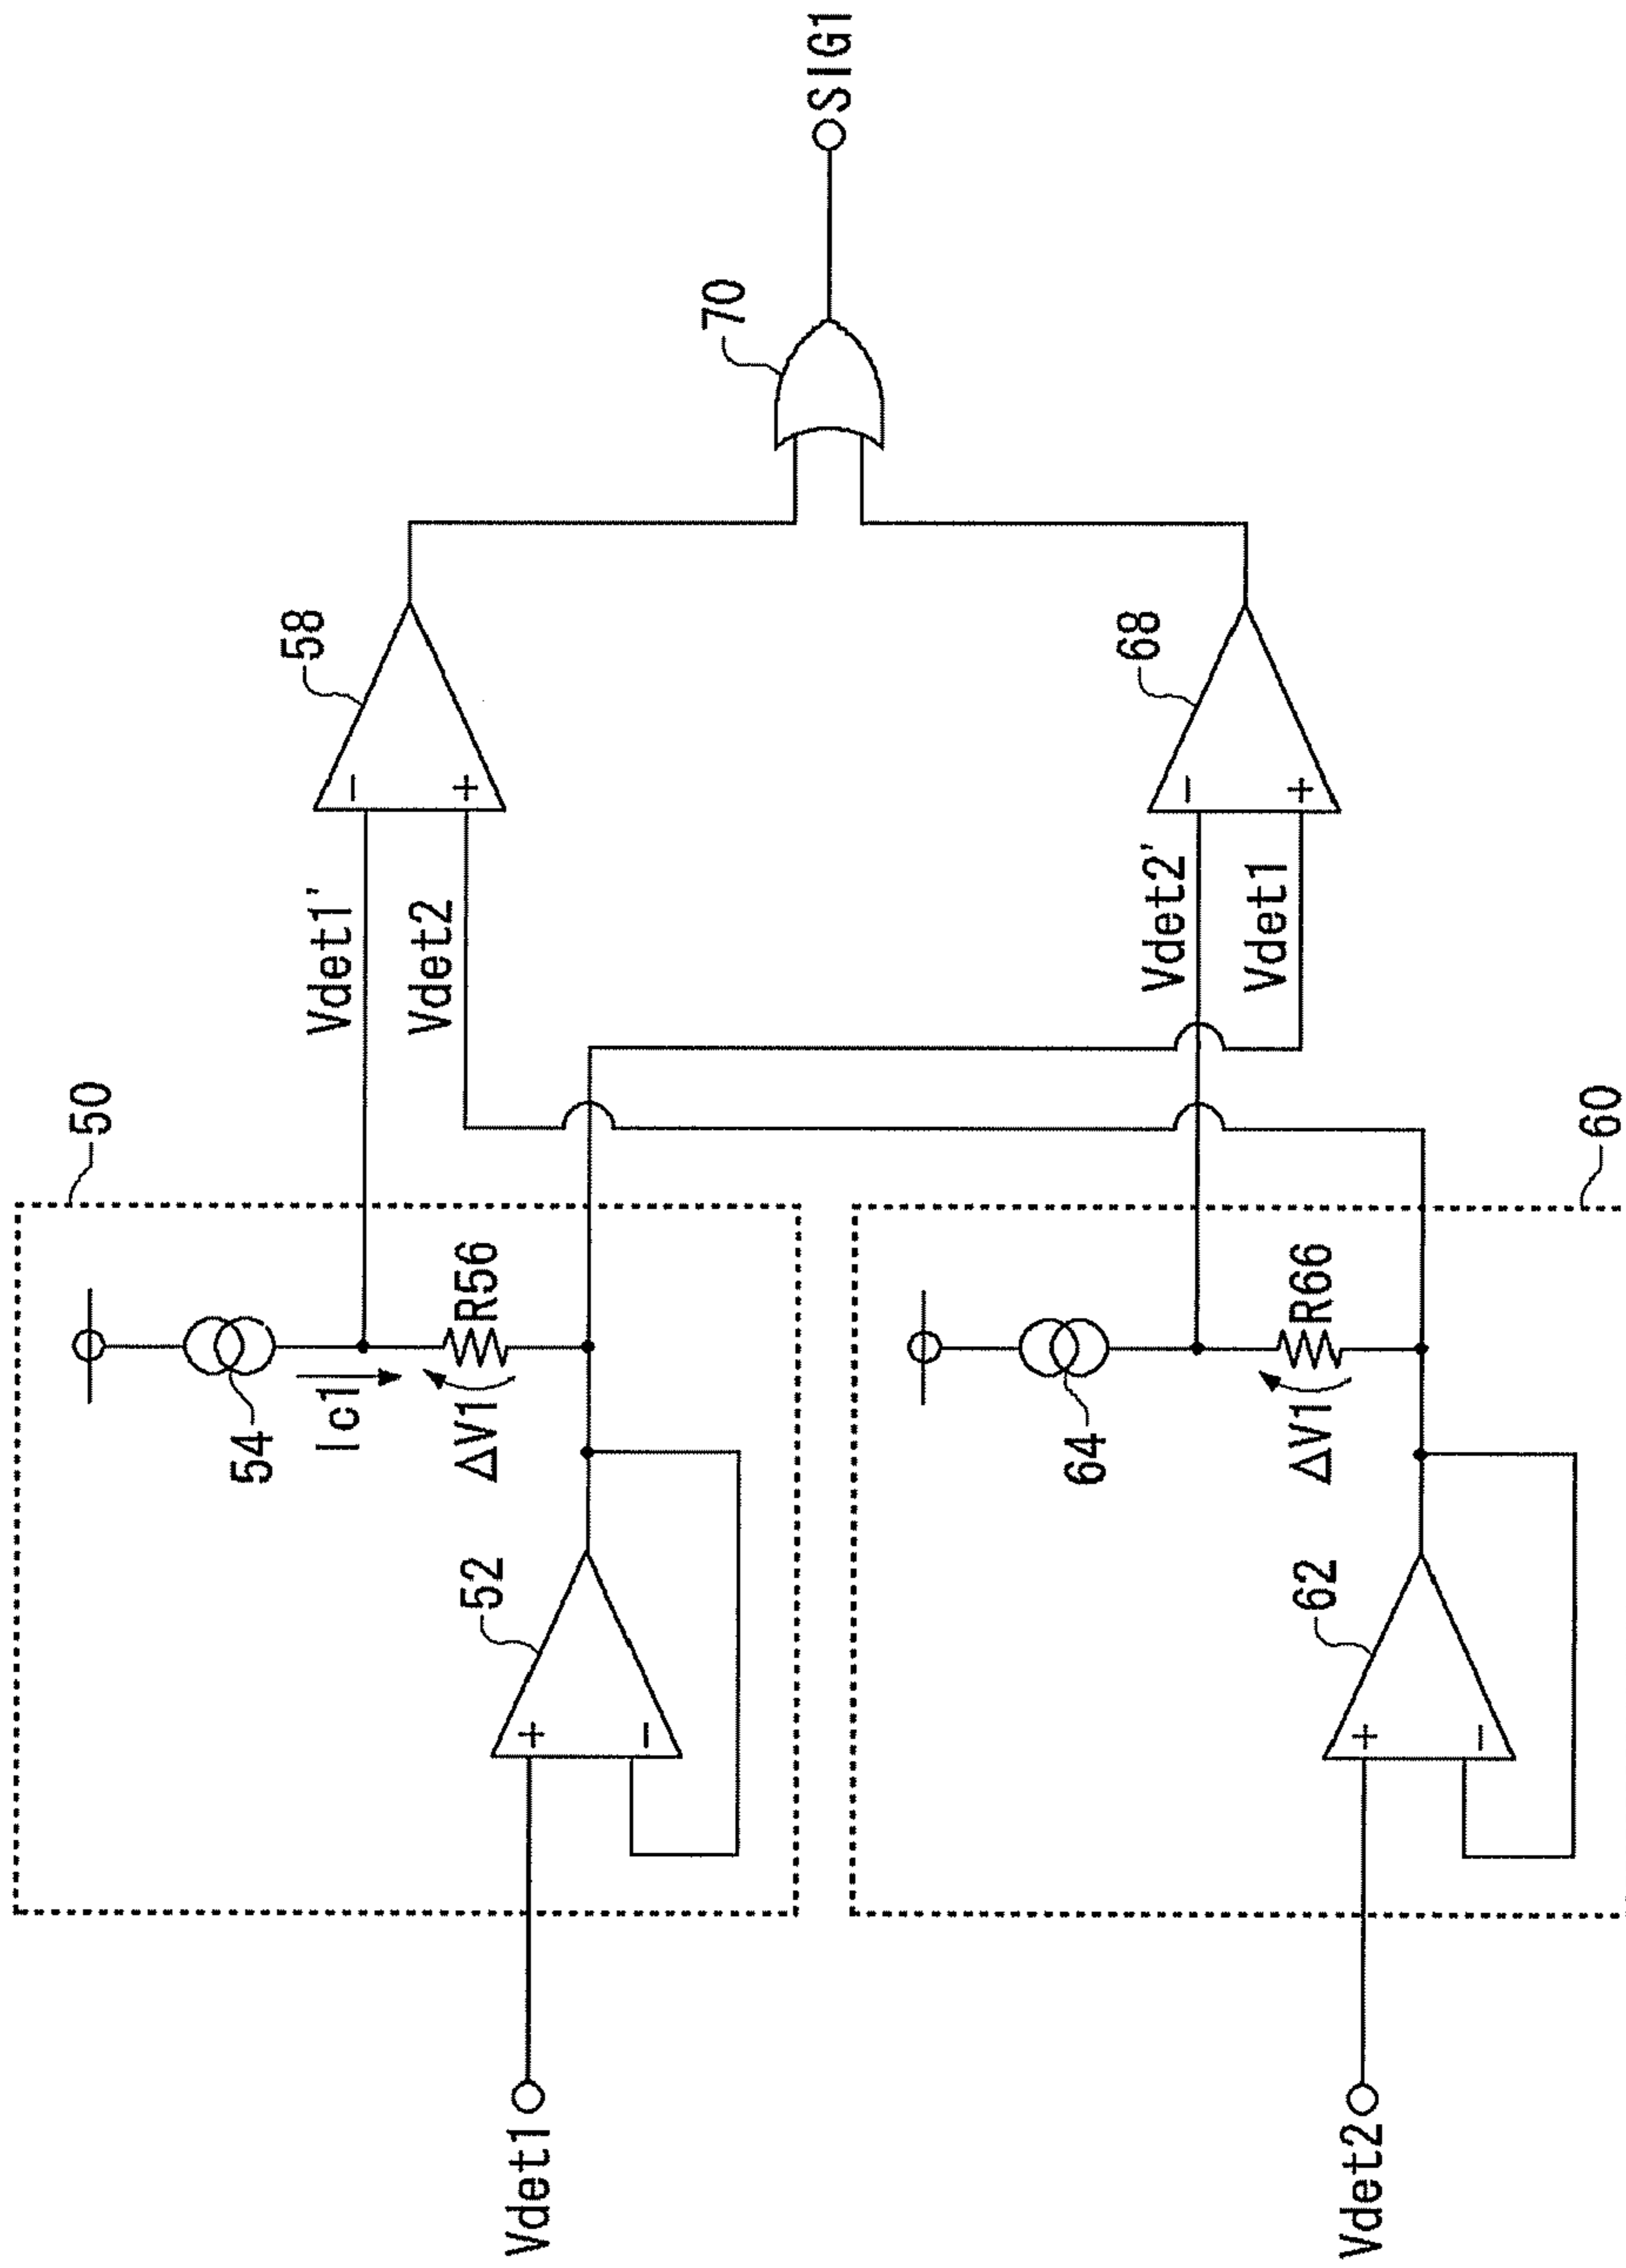 50
54
Ic1
R56
ΔV1
52
+
−
Vdet1
Vdet1'
Vdet2
58
−
+
70
SIG1
60
64
R66
ΔV1
62
+
−
Vdet2
Vdet2'
Vdet1
68
−
+